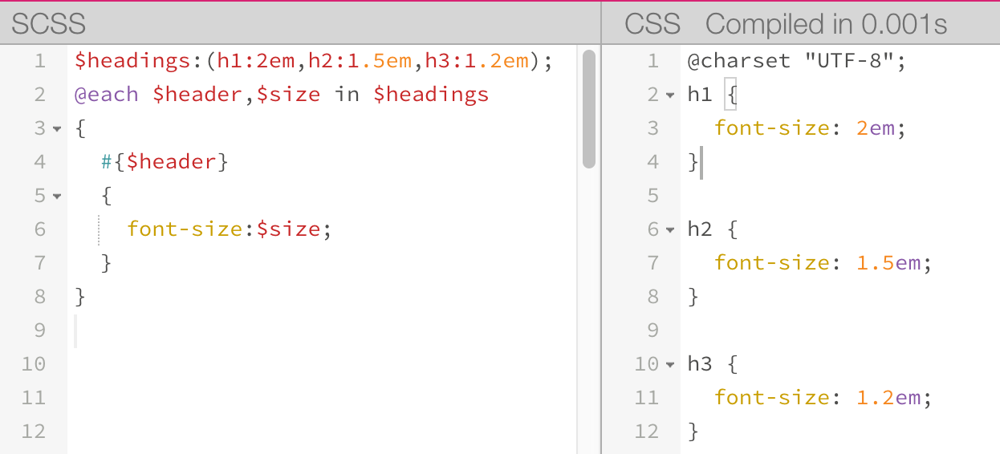 SCSS
1 $headings:(h1:2em,h2:1.5em,h3:1.2em);
2 @each $header,$size in $headings
3 {
4   #{$header}
5   {
6     font-size:$size;
7   }
8 }
9
10
11
12
CSS Compiled in 0.001s
1 @charset "UTF-8";
2 h1 {
3   font-size: 2em;
4 }
5
6 h2 {
7   font-size: 1.5em;
8 }
9
10 h3 {
11   font-size: 1.2em;
12 }